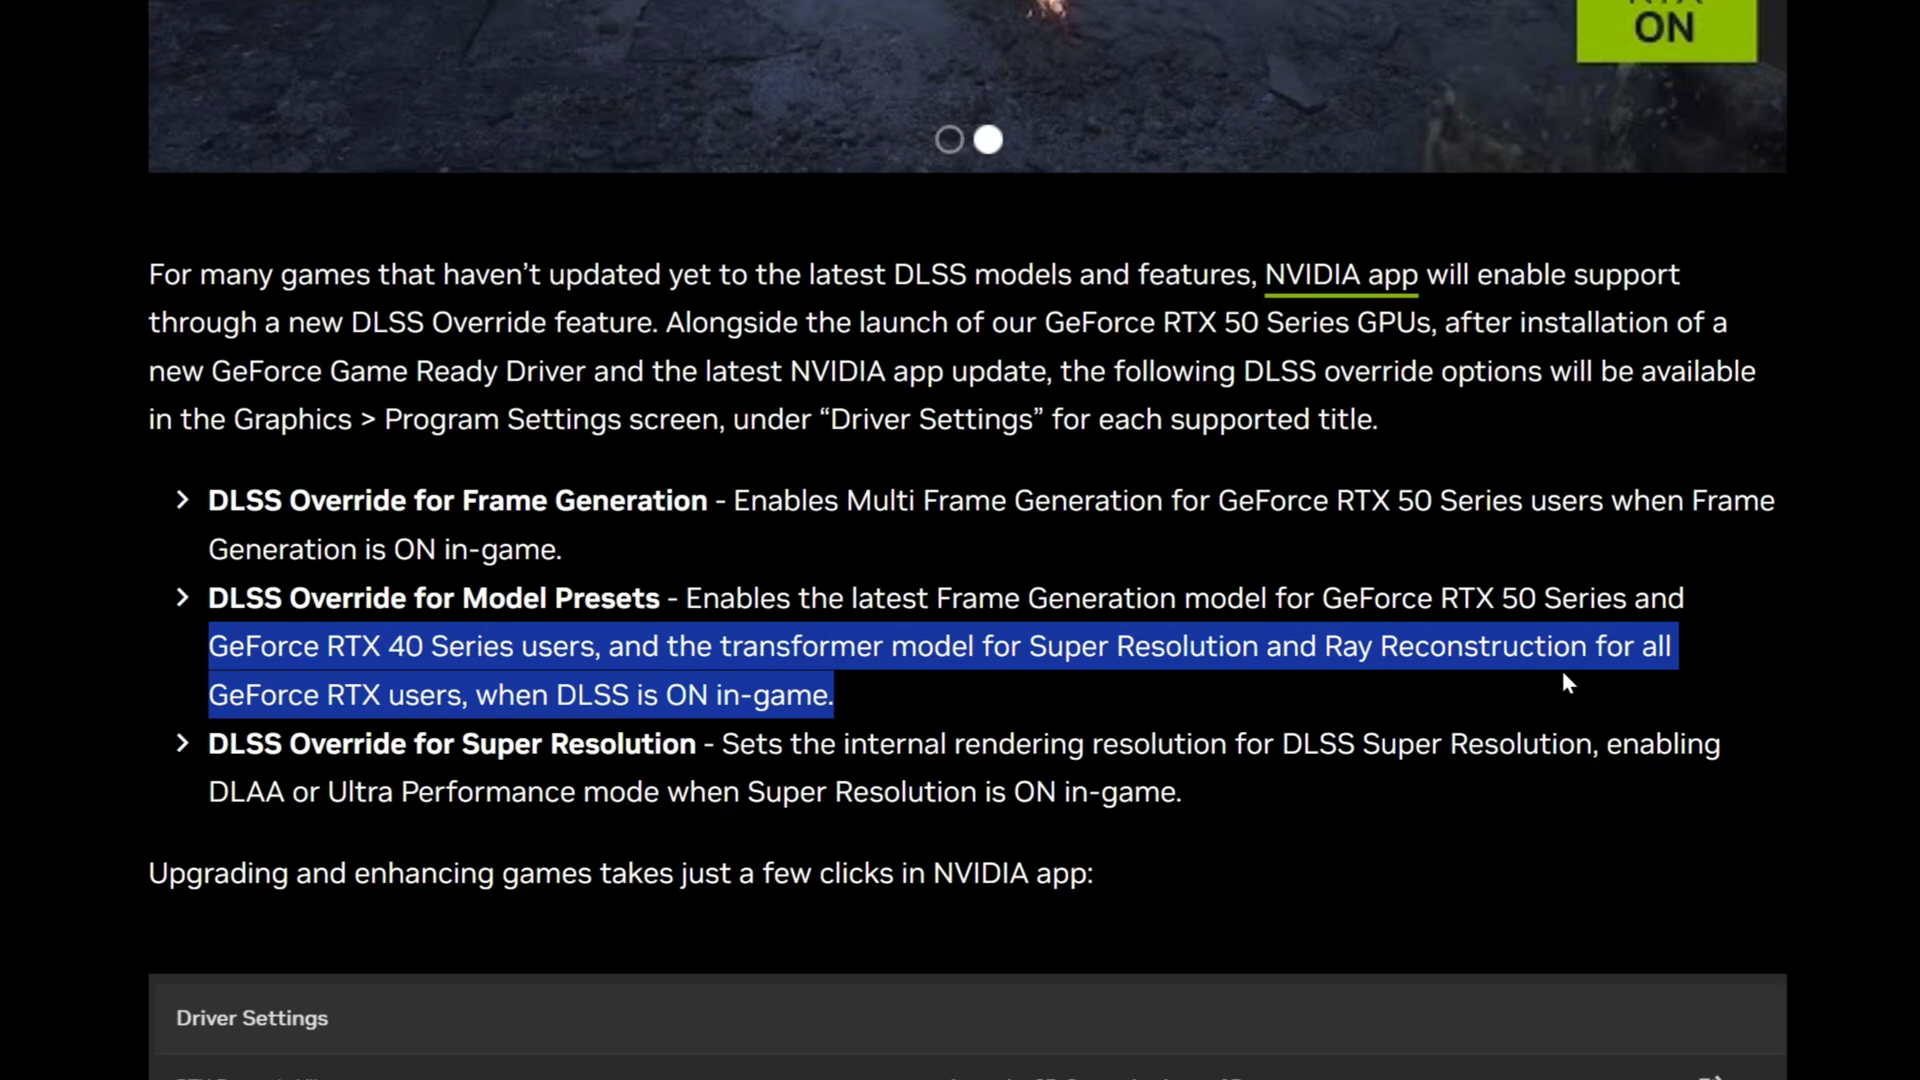 ON
For many games that haven’t updated yet to the latest DLSS models and features, NVIDIA app will enable support
through a new DLSS Override feature. Alongside the launch of our GeForce RTX 50 Series GPUs, after installation of a
new GeForce Game Ready Driver and the latest NVIDIA app update, the following DLSS override options will be available
in the Graphics > Program Settings screen, under “Driver Settings” for each supported title.
DLSS Override for Frame Generation - Enables Multi Frame Generation for GeForce RTX 50 Series users when Frame
Generation is ON in-game.
DLSS Override for Model Presets - Enables the latest Frame Generation model for GeForce RTX 50 Series and
GeForce RTX 40 Series users, and the transformer model for Super Resolution and Ray Reconstruction for all
GeForce RTX users, when DLSS is ON in-game.
DLSS Override for Super Resolution - Sets the internal rendering resolution for DLSS Super Resolution, enabling
DLAA or Ultra Performance mode when Super Resolution is ON in-game.
Upgrading and enhancing games takes just a few clicks in NVIDIA app:
Driver Settings